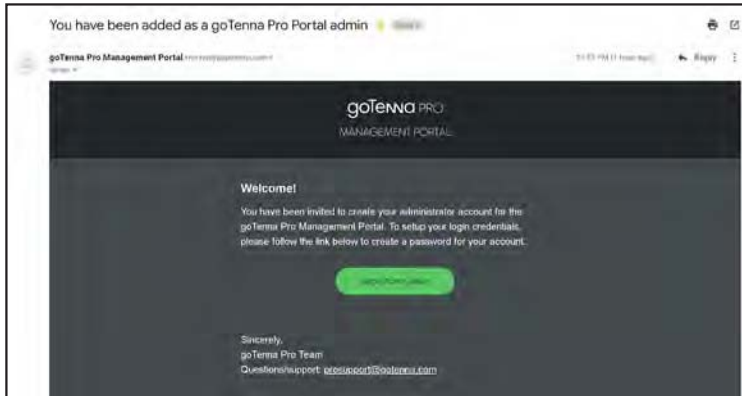 You have been added as a goTenna Pro Portal admin
goTenna Pro Management Portal
Reply
goTenna PRO
MANAGEMENT PORTAL
Welcome!
You have been invited to create your administrator account for the
goTenna Pro Management Portal. To setup your login credentials,
please follow the link below to create a password for your account.
Sincerely,
goTenna Pro Team
Questions/support: prosupport@gotenna.com